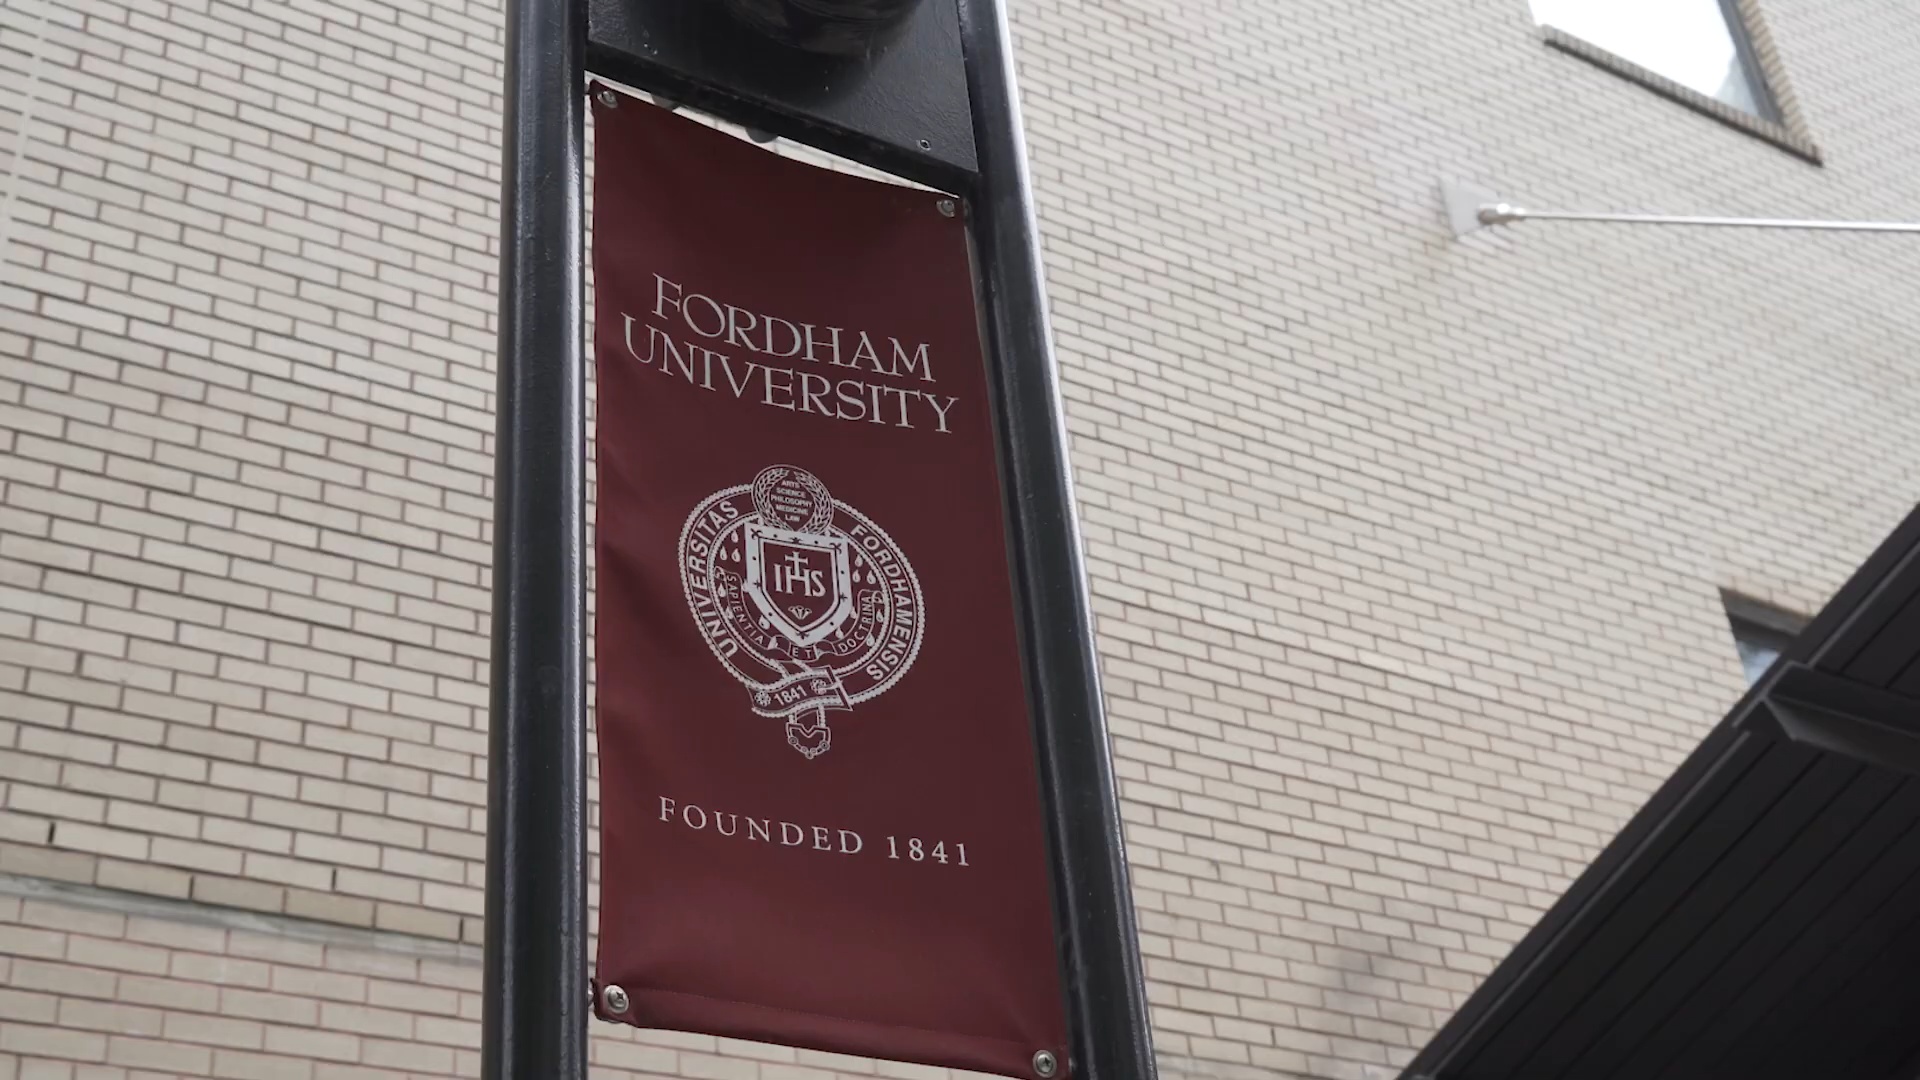 FORDHAM
UNIVERSITY
ARTS
SCIENCE
PHILOSOPHY
MEDICINE
LAW
UNIVERSITAS FORDHAMENSIS
IHS
SAPIENTIA ET DOCTRINA
1841
FOUNDED 1841